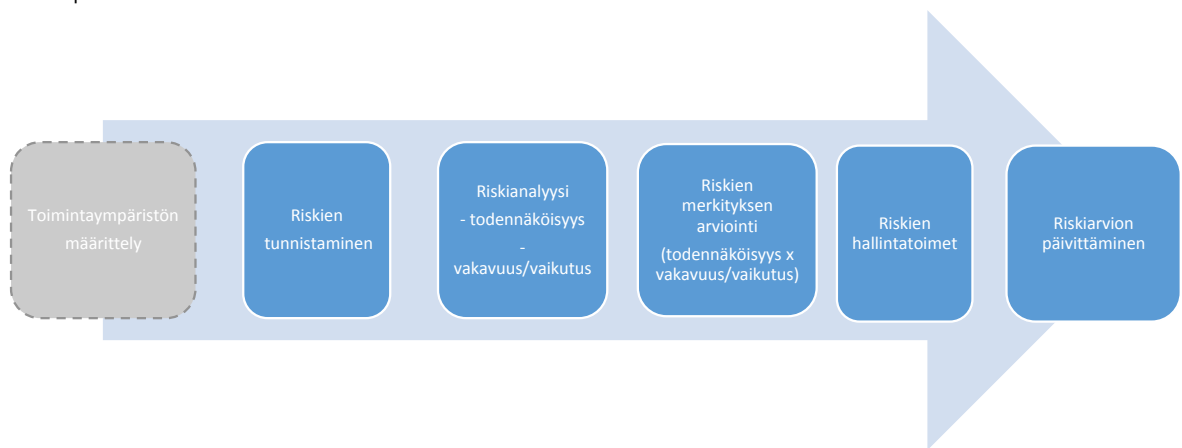 Toimintaympäristön
määrittely
Riskien
tunnistaminen
Riskianalyysi
- todennäköisyys
-
vakavuus/vaikutus
Riskien
merkityksen
arviointi
(todennäköisyys x
vakavuus/vaikutus)
Riskien
hallintatoimet
Riskiarvion
päivittäminen